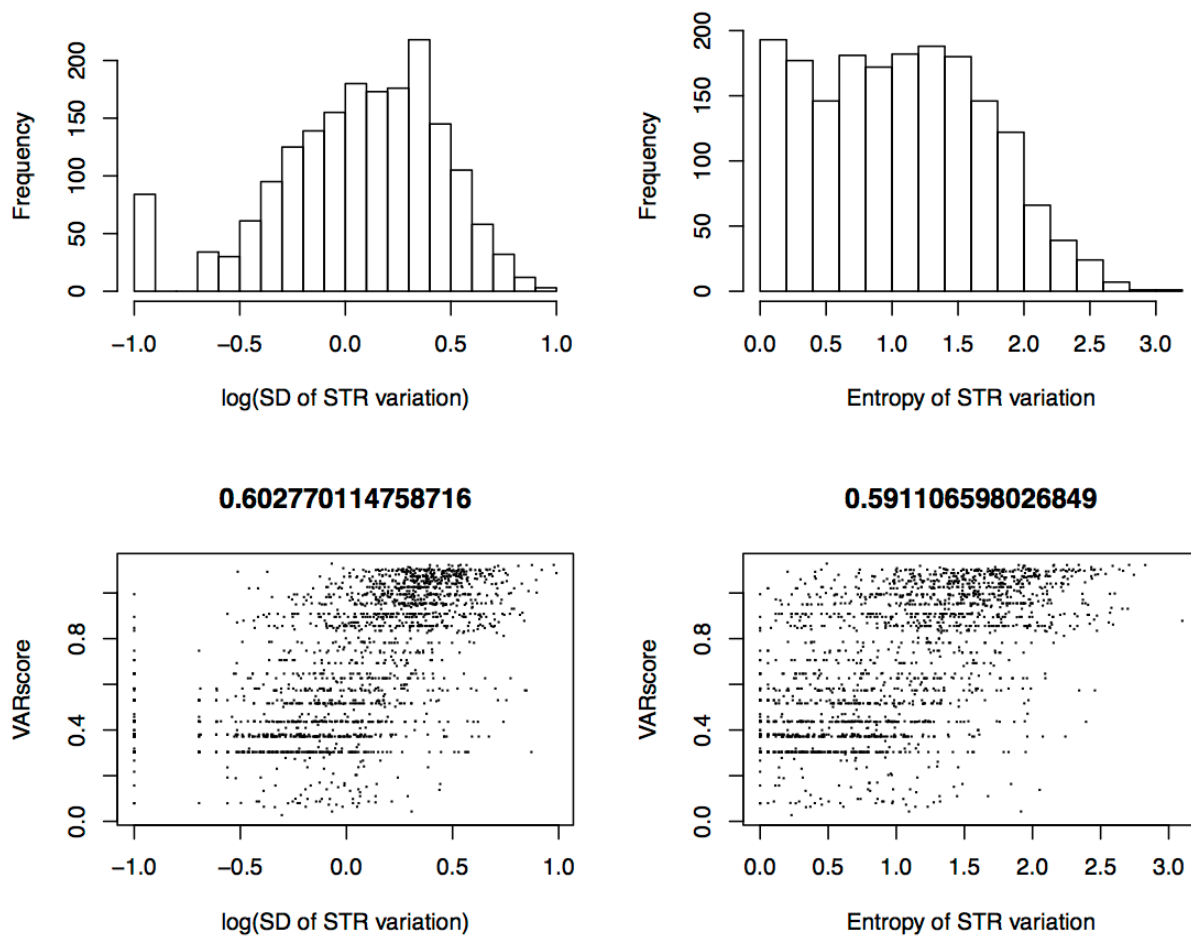 Frequency
200
150
100
50
0
−1.0 −0.5 0.0 0.5 1.0
log(SD of STR variation)
Frequency
200
150
100
50
0
0.0 0.5 1.0 1.5 2.0 2.5 3.0
Entropy of STR variation
0.602770114758716
VARscore
0.8
0.4
0.0
−1.0 −0.5 0.0 0.5 1.0
log(SD of STR variation)
0.591106598026849
VARscore
0.8
0.4
0.0
0.0 0.5 1.0 1.5 2.0 2.5 3.0
Entropy of STR variation